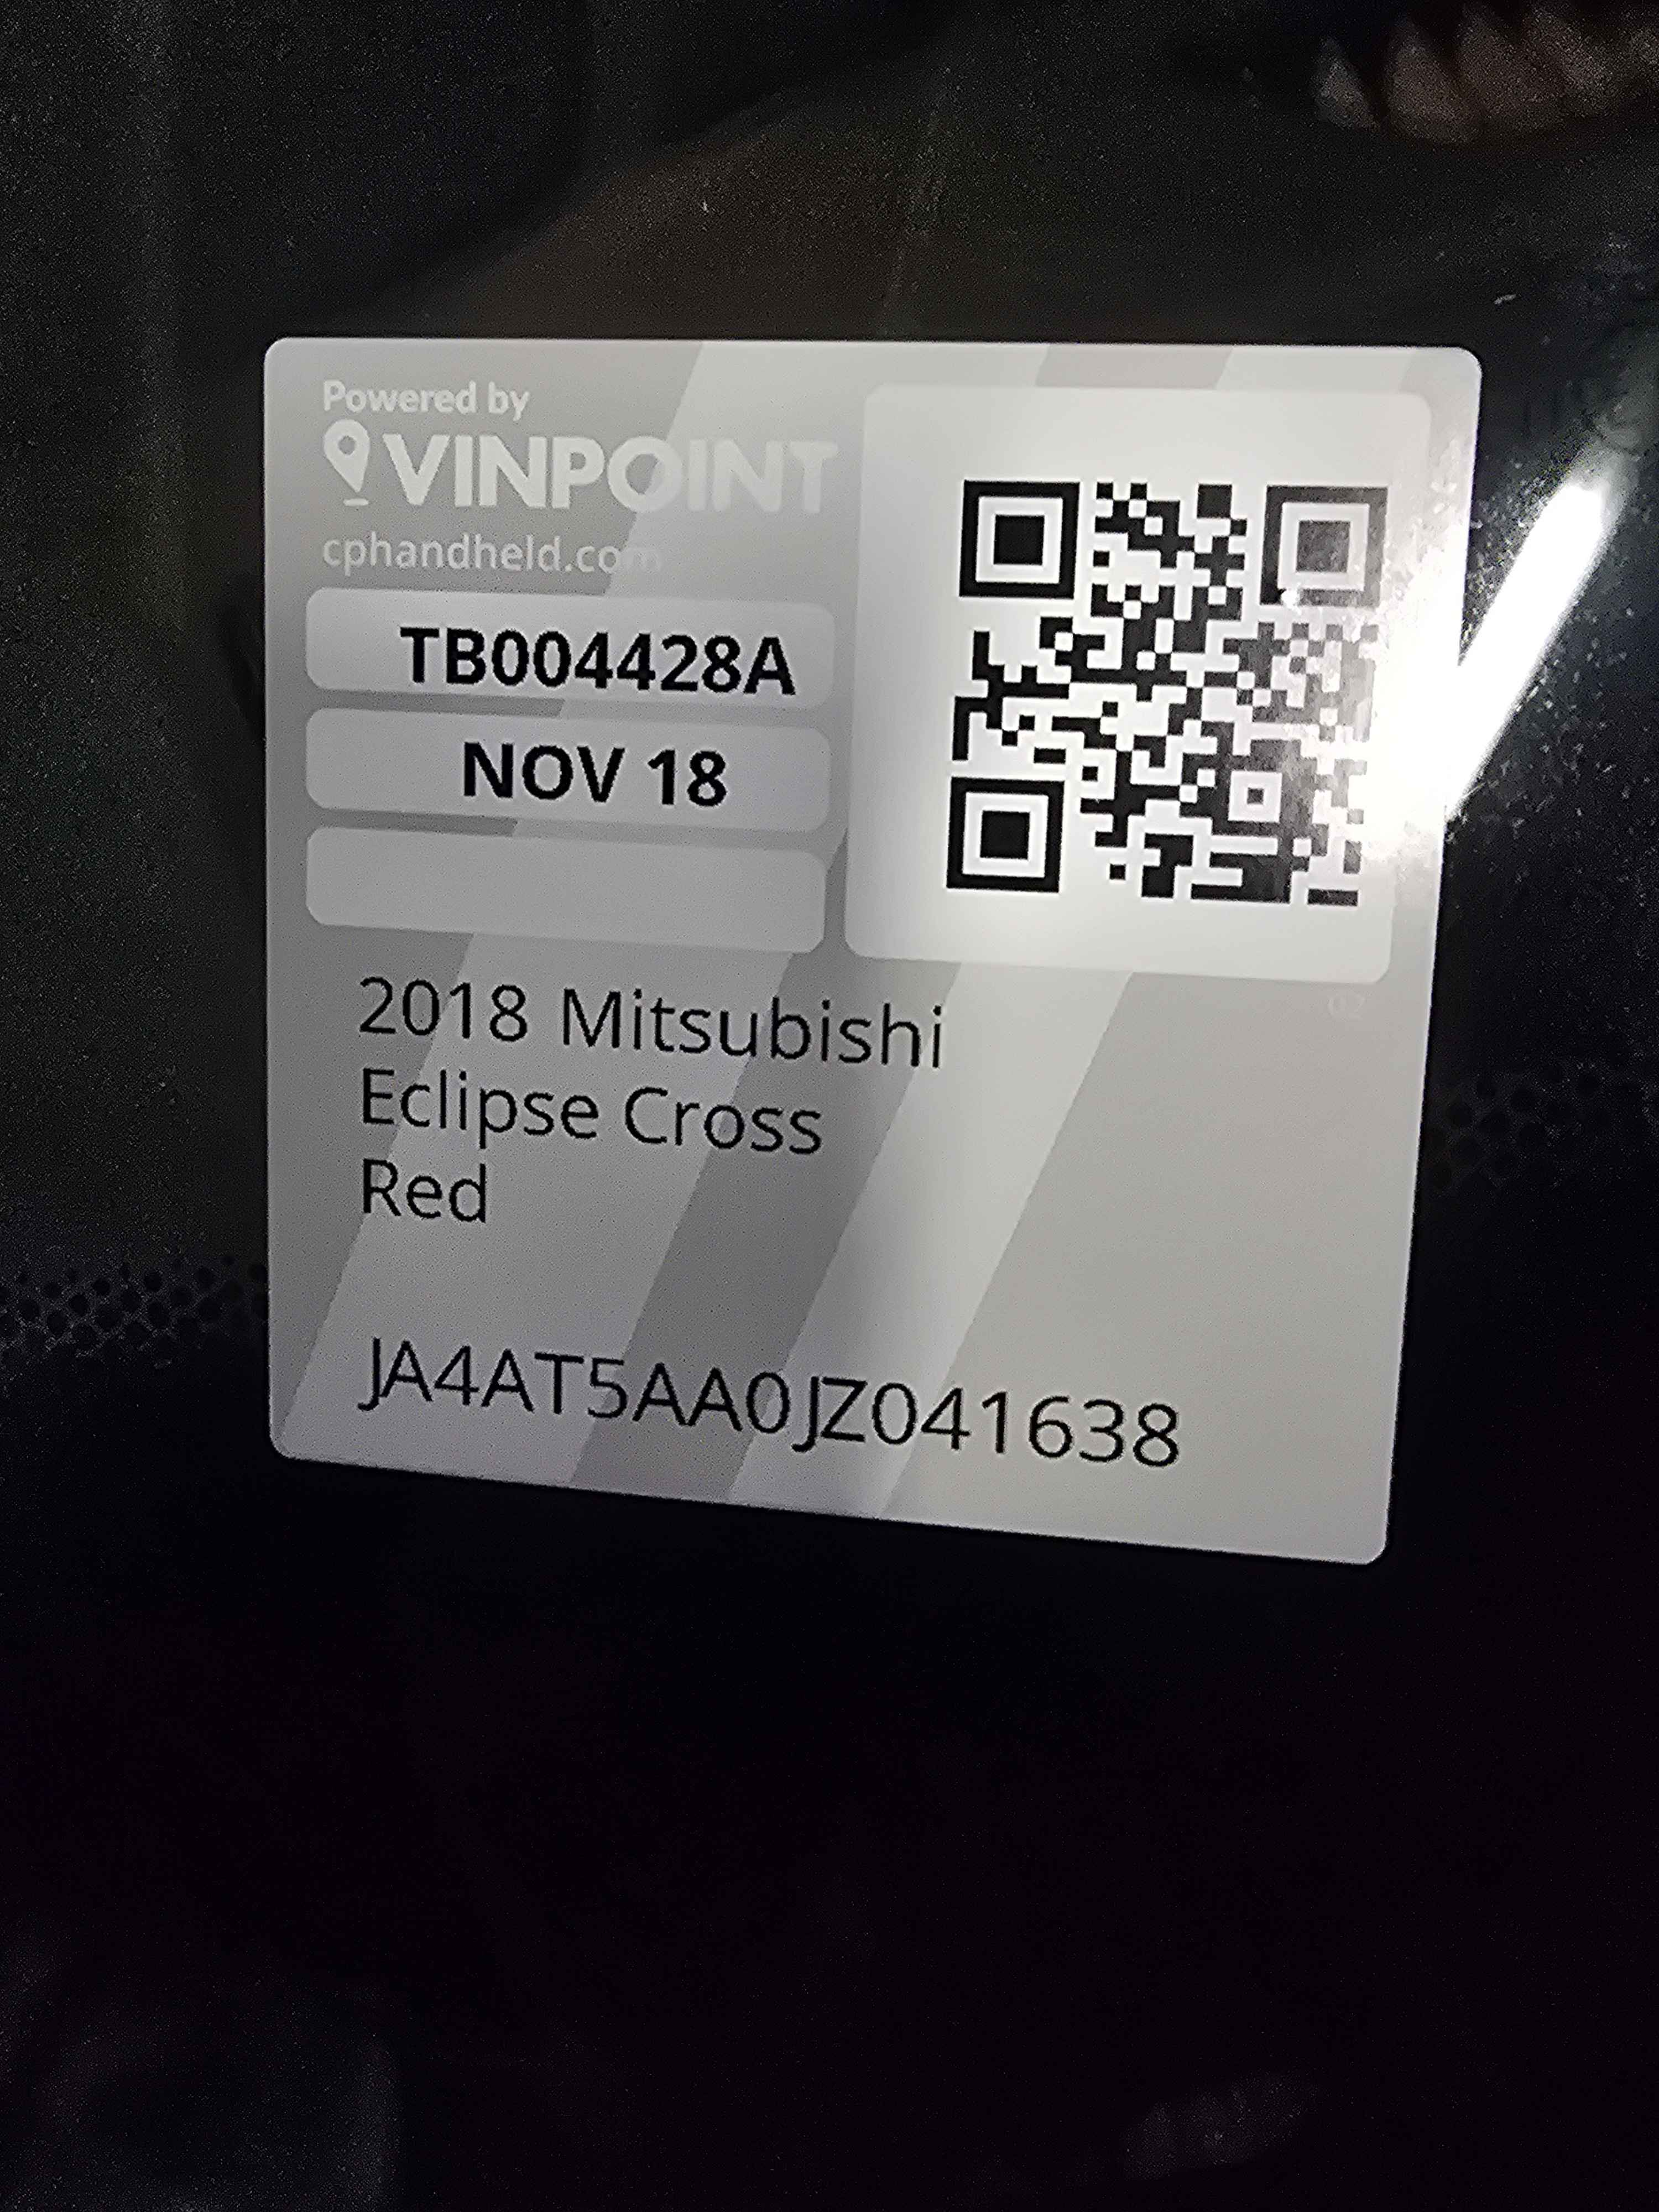 Powered by
VINPOINT
cphandheld.com
TB004428A
NOV 18
2018 Mitsubishi
Eclipse Cross
Red
JA4AT5AA0JZ041638